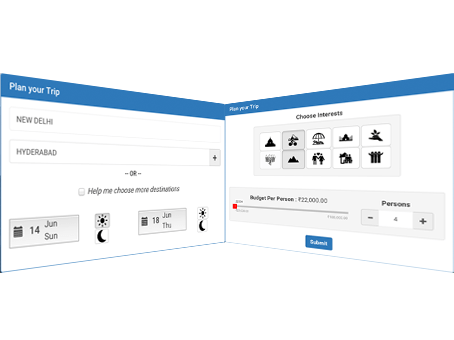 Plan your Trip
NEW DELHI
HYDERABAD
+
-- OR --
Help me choose more destinations
14 Jun
Sun
18 Jun
Thu
Plan your Trip
Choose Interests
Budget Per Person : ₹22,000.00
Persons
- 4 +
Submit